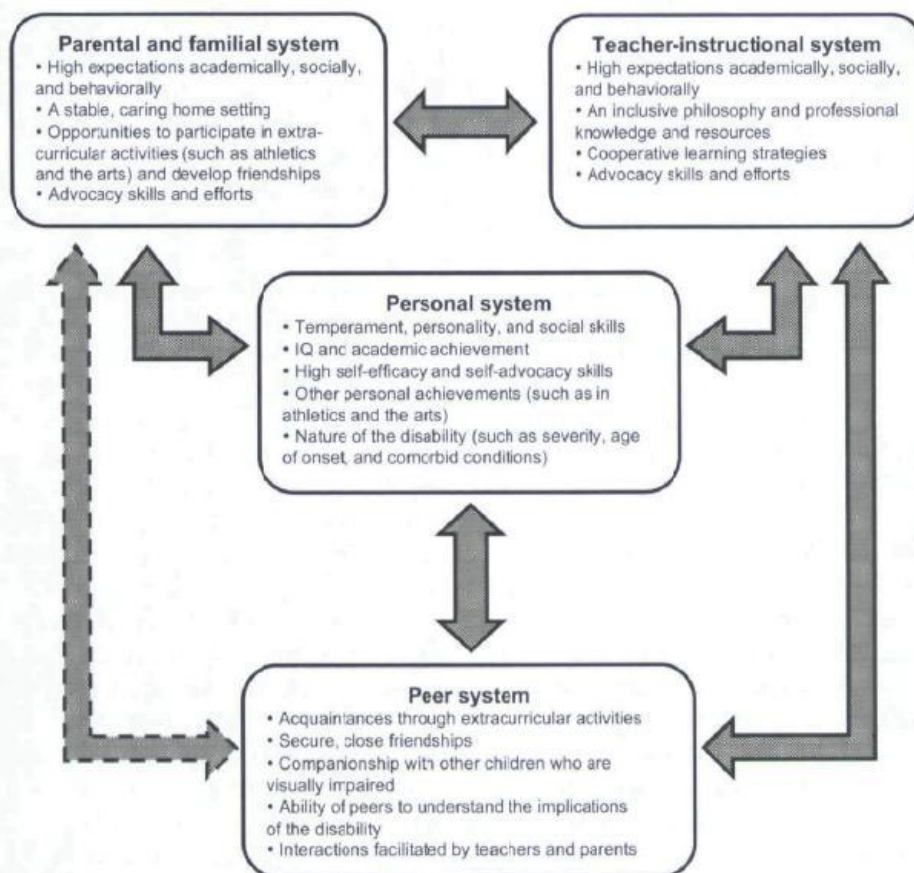 Parental and familial system
• High expectations academically, socially,
and behaviorally
• A stable, caring home setting
• Opportunities to participate in extra-
curricular activities (such as athletics
and the arts) and develop friendships
• Advocacy skills and efforts
Teacher-instructional system
• High expectations academically, socially,
and behaviorally
• An inclusive philosophy and professional
knowledge and resources
• Cooperative learning strategies
• Advocacy skills and efforts
Personal system
• Temperament, personality, and social skills
• IQ and academic achievement
• High self-efficacy and self-advocacy skills
• Other personal achievements (such as in
athletics and the arts)
• Nature of the disability (such as severity, age
of onset, and comorbid conditions)
Peer system
• Acquaintances through extracurricular activities
• Secure, close friendships
• Companionship with other children who are
visually impaired
• Ability of peers to understand the implications
of the disability
• Interactions facilitated by teachers and parents